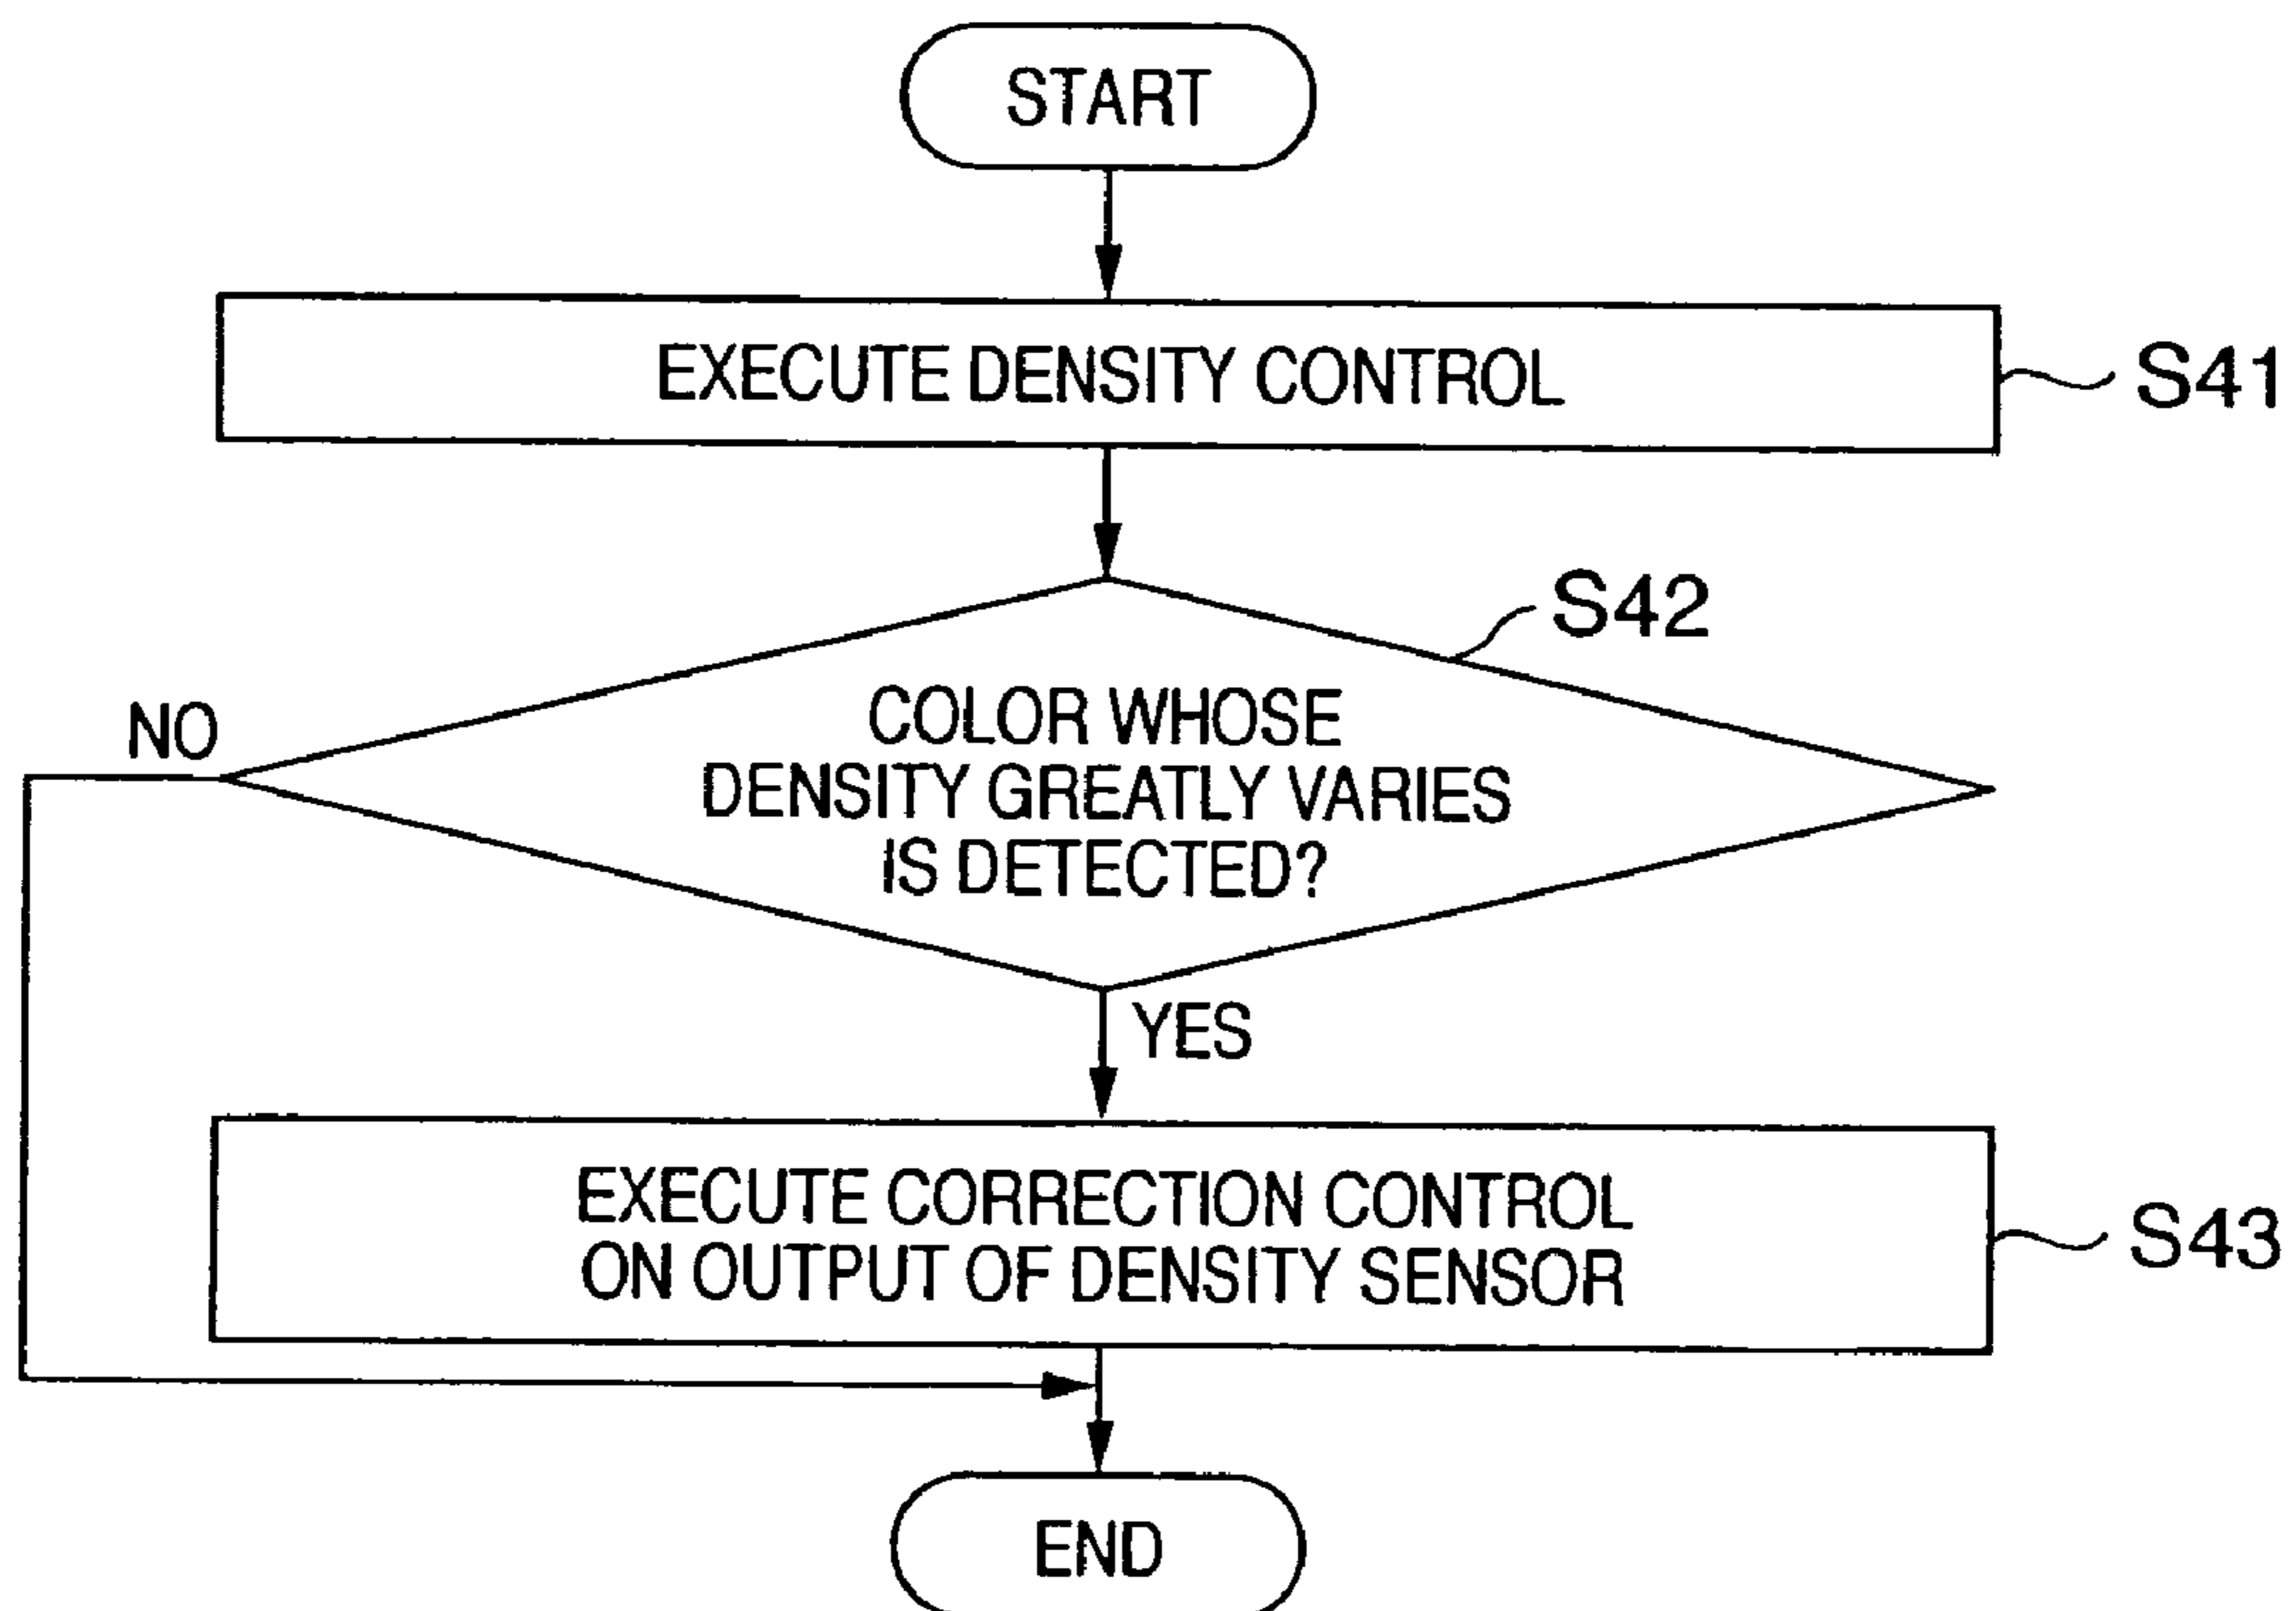 START
EXECUTE DENSITY CONTROL
S41
S42
COLOR WHOSE
DENSITY GREATLY VARIES
IS DETECTED?
NO
YES
EXECUTE CORRECTION CONTROL
ON OUTPUT OF DENSITY SENSOR
S43
END